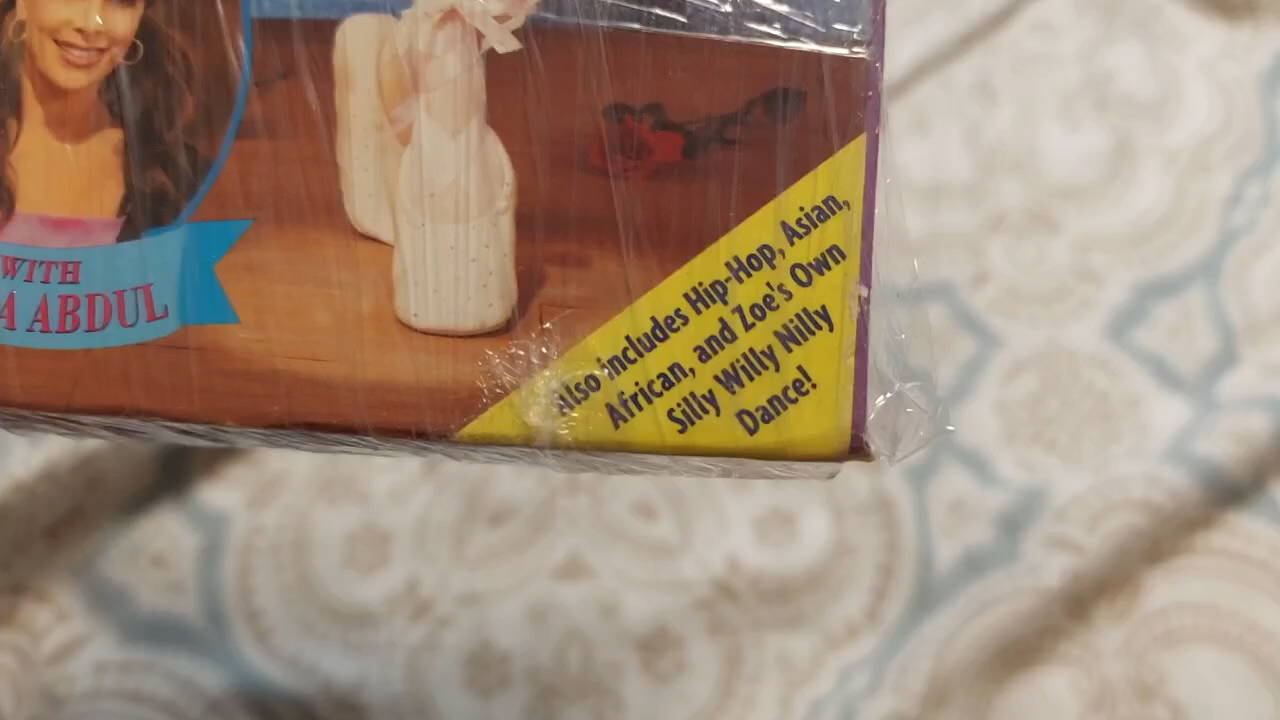 WITH
A ABDUL
Also includes Hip-Hop, Asian,
African, and Zoe's Own
Silly Willy Nilly
Dance!